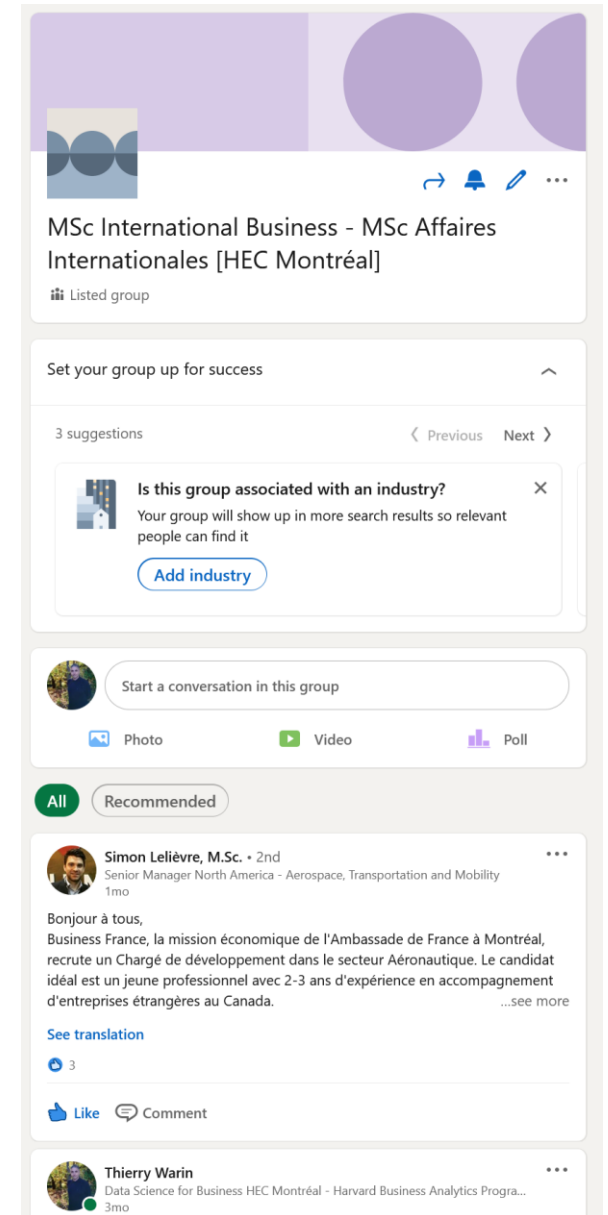 MSc International Business - MSc Affaires
Internationales [HEC Montréal]
Listed group
Set your group up for success
3 suggestions
Previous Next
Is this group associated with an industry?
Your group will show up in more search results so relevant
people can find it
Add industry
Start a conversation in this group
Photo Video Poll
All Recommended
Simon Lelièvre, M.Sc. • 2nd
Senior Manager North America - Aerospace, Transportation and Mobility
1mo
Bonjour à tous,
Business France, la mission économique de l'Ambassade de France à Montréal,
recrute un Chargé de développement dans le secteur Aéronautique. Le candidat
idéal est un jeune professionnel avec 2-3 ans d'expérience en accompagnement
d'entreprises étrangères au Canada. ...see more
See translation
3
Like Comment
Thierry Warin
Data Science for Business HEC Montréal - Harvard Business Analytics Progra...
3mo